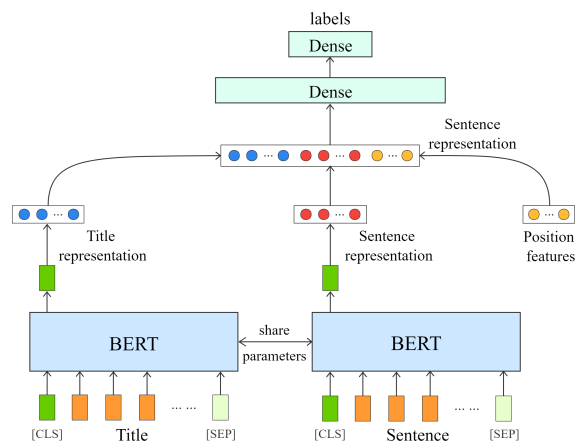 labels
Dense
Dense
Sentence
representation
... ... ...
... ... ...
Title
representation
Sentence
representation
Position
features
BERT
share
parameters
BERT
... ... ... ...
[CLS]
Title
[SEP]
[CLS]
Sentence
[SEP]